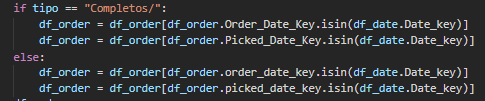 if tipo == "Completos/":
df_order = df_order[df_order.Order_Date_Key.isin(df_date.Date_key)]
df_order = df_order[df_order.Picked_Date_Key.isin(df_date.Date_key)]
else:
df_order = df_order[df_order.order_date_key.isin(df_date.Date_key)]
df_order = df_order[df_order.picked_date_key.isin(df_date.Date_key)]